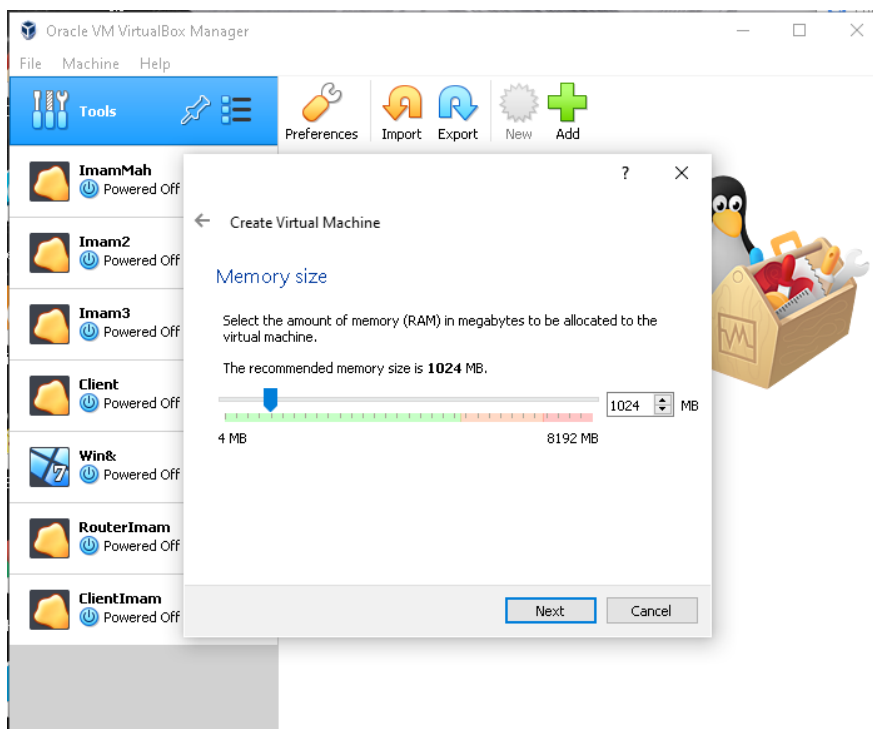 Oracle VM VirtualBox Manager
File Machine Help
Tools
Preferences Import Export New Add
ImamMah
Powered Off
Imam2
Powered Off
Imam3
Powered Off
Client
Powered Off
Win&
7
Powered Off
RouterImam
Powered Off
ClientImam
Powered Off
?
Create Virtual Machine
Memory size
Select the amount of memory (RAM) in megabytes to be allocated to the
virtual machine.
The recommended memory size is 1024 MB.
1024 MB
4 MB 8192 MB
Next Cancel